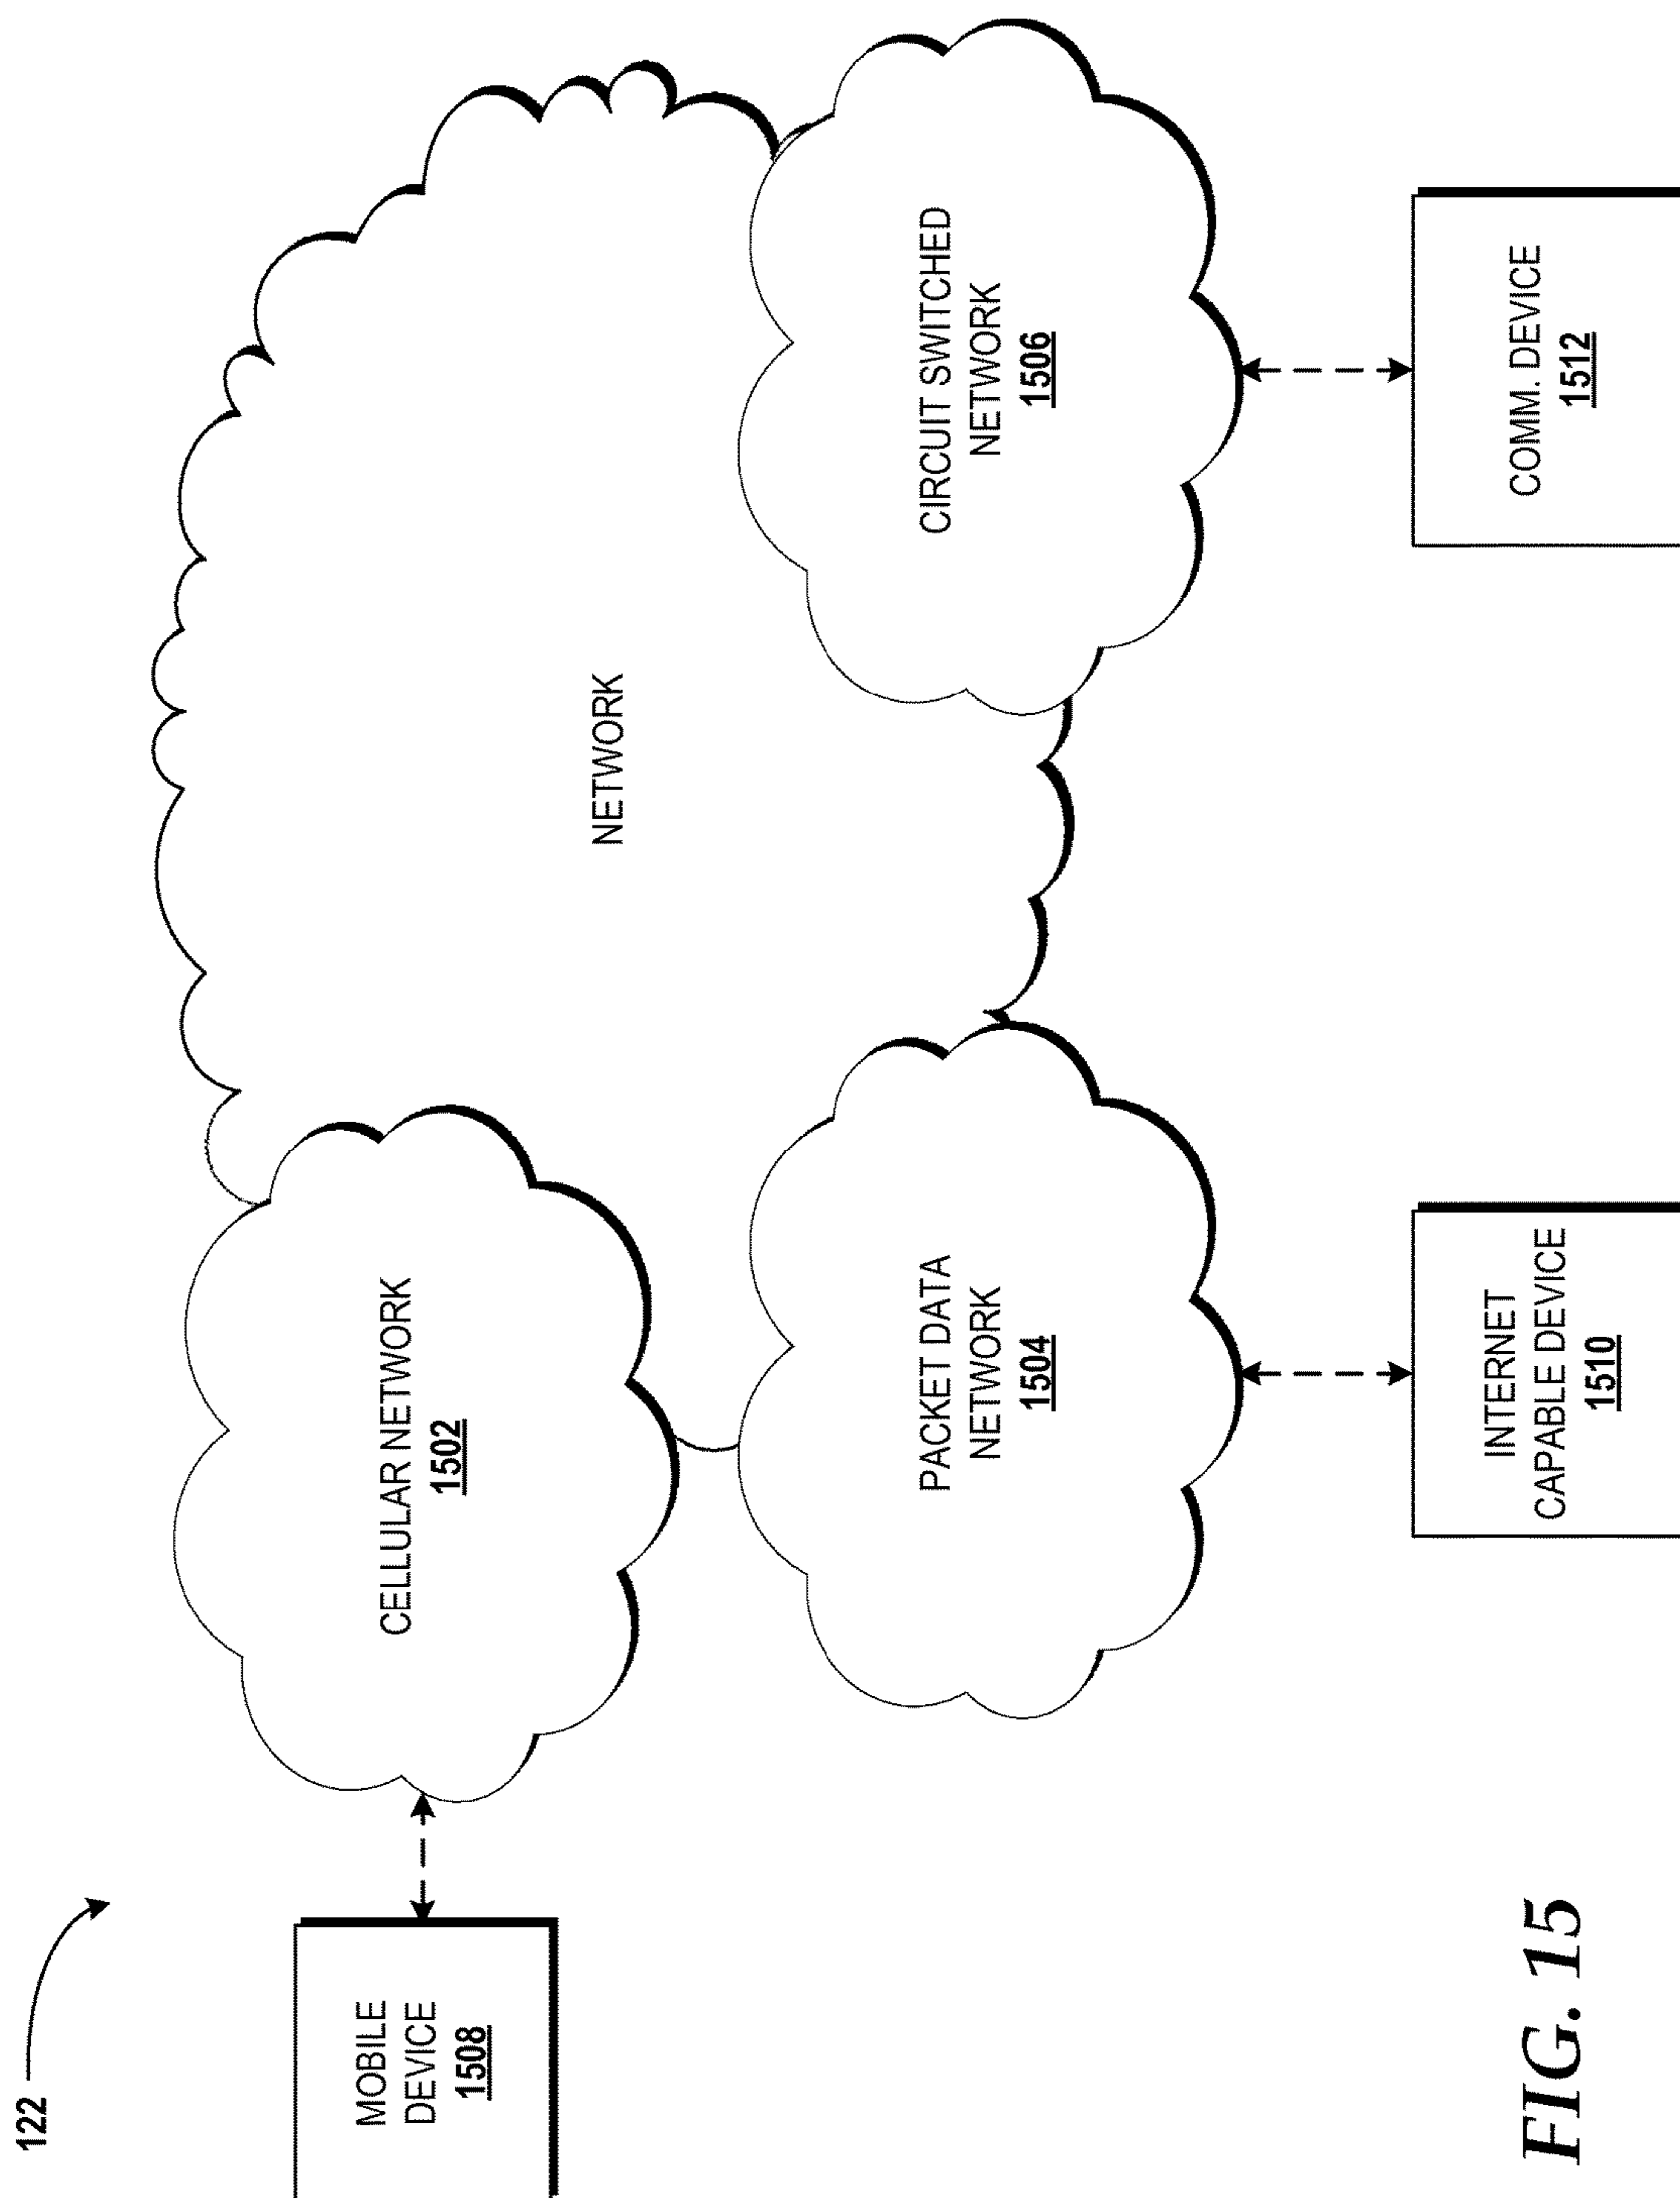 122
MOBILE
DEVICE
1508
CELLULAR NETWORK
1502
NETWORK
PACKET DATA
NETWORK
1504
CIRCUIT SWITCHED
NETWORK
1506
INTERNET
CAPABLE DEVICE
1510
COMM. DEVICE
1512
FIG. 15